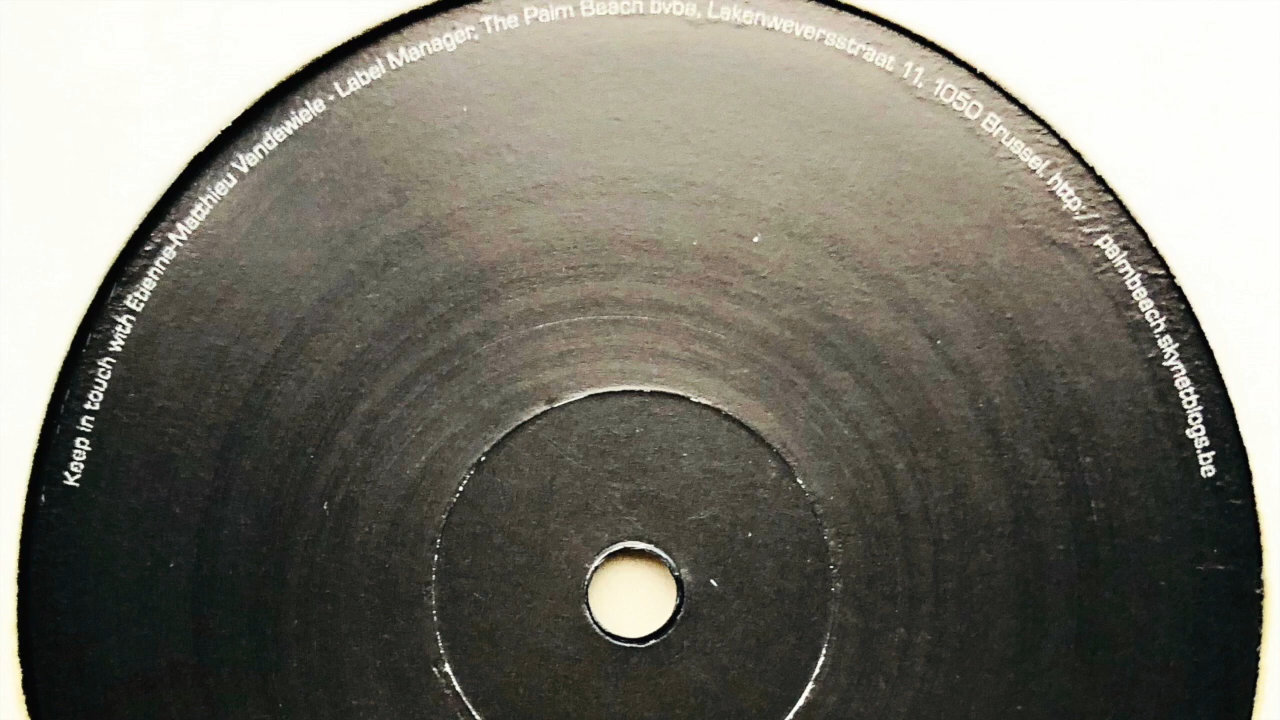 Keep in touch with Etienne-Matthieu Vandewiele - Label Manager: The Palm Beach bvba, Lakenweversstraat 11, 1050 Brussel, http://palmbeach.skynetblogs.be